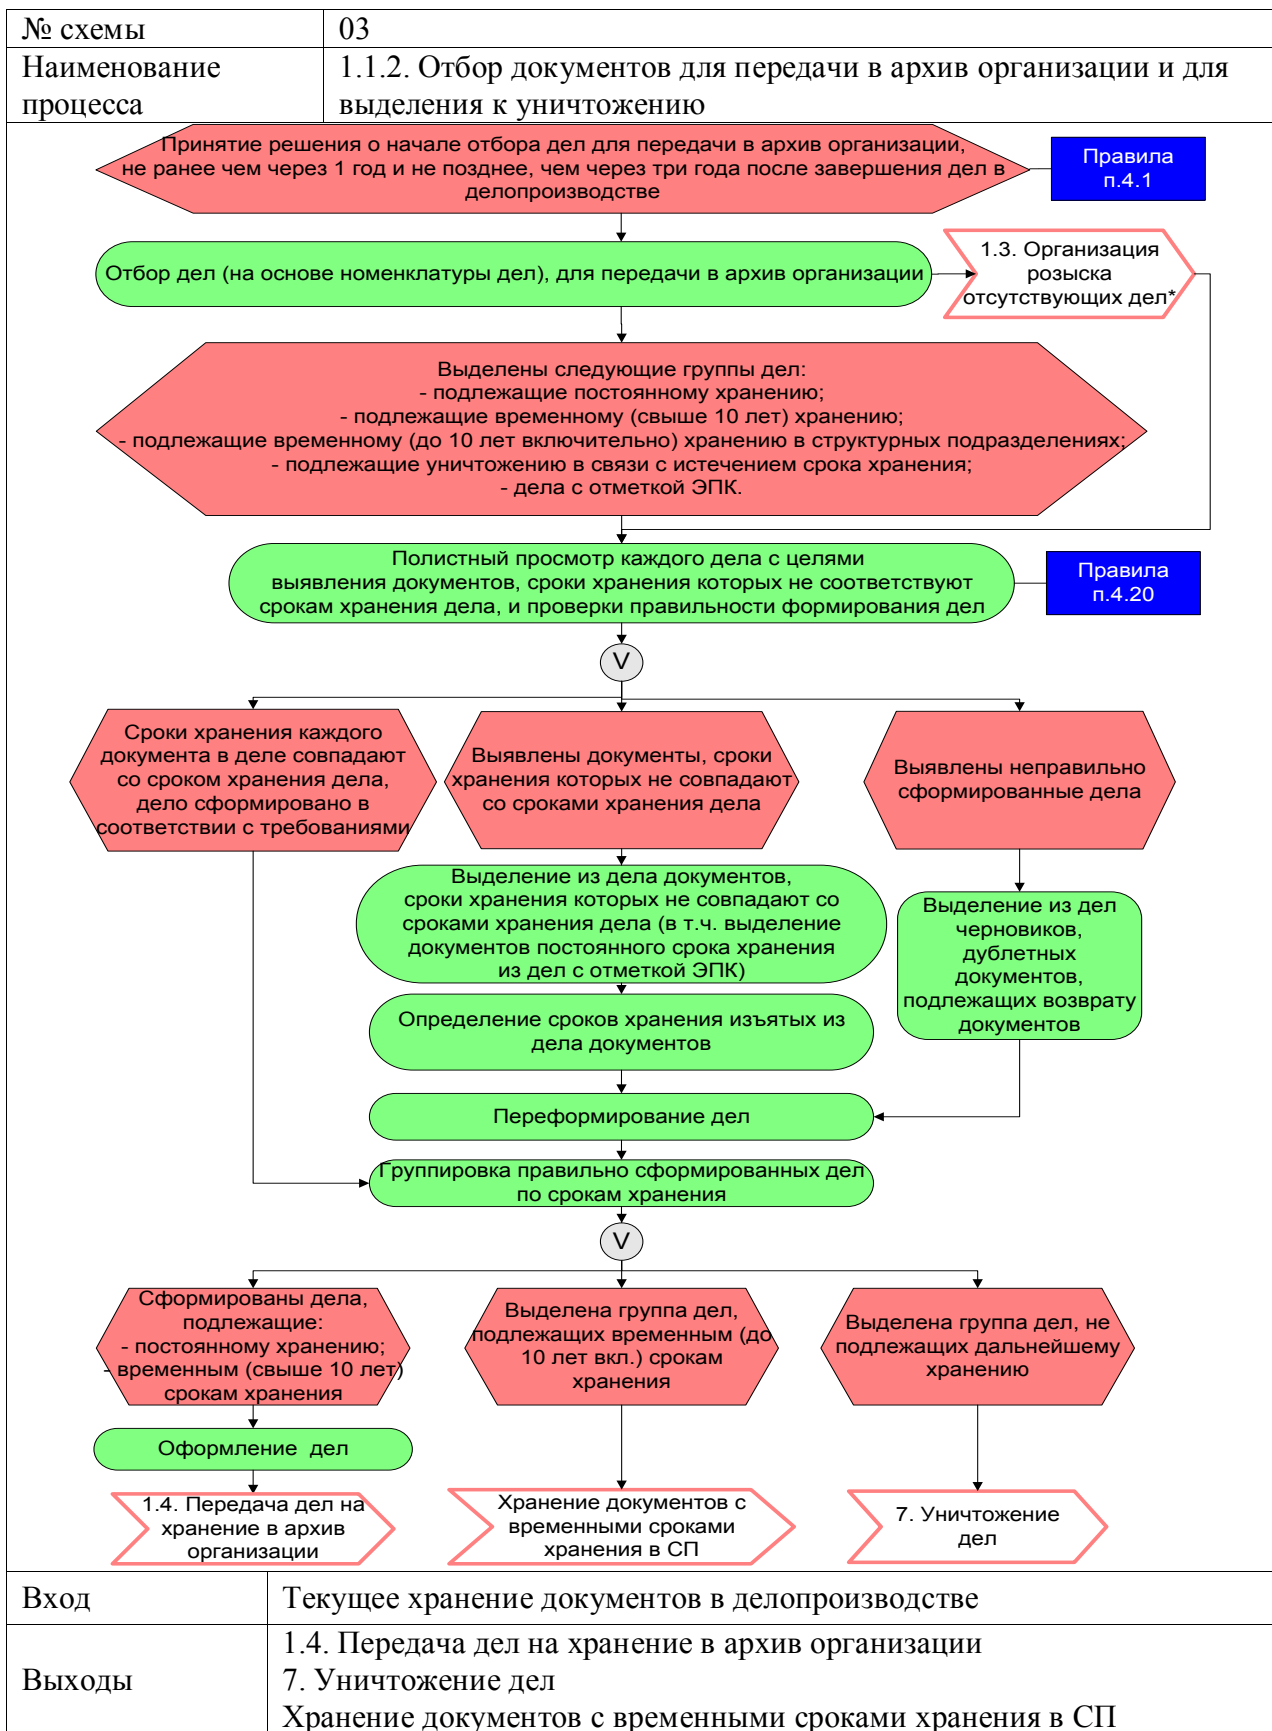 № схемы
03
Наименование
процесса
1.1.2. Отбор документов для передачи в архив организации и для
выделения к уничтожению
Принятие решения о начале отбора дел для передачи в архив организации,
не ранее чем через 1 год и не позднее, чем через три года после завершения дел в
делопроизводстве
Правила
п.4.1
Отбор дел (на основе номенклатуры дел), для передачи в архив организации
1.3. Организация
розыска
отсутствующих дел*
Выделены следующие группы дел:
- подлежащие постоянному хранению;
- подлежащие временному (свыше 10 лет) хранению;
- подлежащие временному (до 10 лет включительно) хранению в структурных подразделениях;
- подлежащие уничтожению в связи с истечением срока хранения;
- дела с отметкой ЭПК.
Полистный просмотр каждого дела с целями
выявления документов, сроки хранения которых не соответствуют
срокам хранения дела, и проверки правильности формирования дел
Правила
п.4.20
V
Сроки хранения каждого
документа в деле совпадают
со сроком хранения дела,
дело сформировано в
соответствии с требованиями
Выявлены документы, сроки
хранения которых не совпадают
со сроками хранения дела
Выявлены неправильно
сформированные дела
Выделение из дела документов,
сроки хранения которых не совпадают со
сроками хранения дела (в т.ч. выделение
документов постоянного срока хранения
из дел с отметкой ЭПК)
Выделение из дел
черновиков,
дублетных
документов,
подлежащих возврату
документов
Определение сроков хранения изъятых из
дела документов
Переформирование дел
Группировка правильно сформированных дел
по срокам хранения
V
Сформированы дела,
подлежащие:
- постоянному хранению;
- временным (свыше 10 лет)
срокам хранения
Выделена группа дел,
подлежащих временным (до
10 лет вкл.) срокам
хранения
Выделена группа дел, не
подлежащих дальнейшему
хранению
Оформление дел
1.4. Передача дел на
хранение в архив
организации
Хранение документов с
временными сроками
хранения в СП
7. Уничтожение
дел
Вход
Текущее хранение документов в делопроизводстве
Выходы
1.4. Передача дел на хранение в архив организации
7. Уничтожение дел
Хранение документов с временными сроками хранения в СП